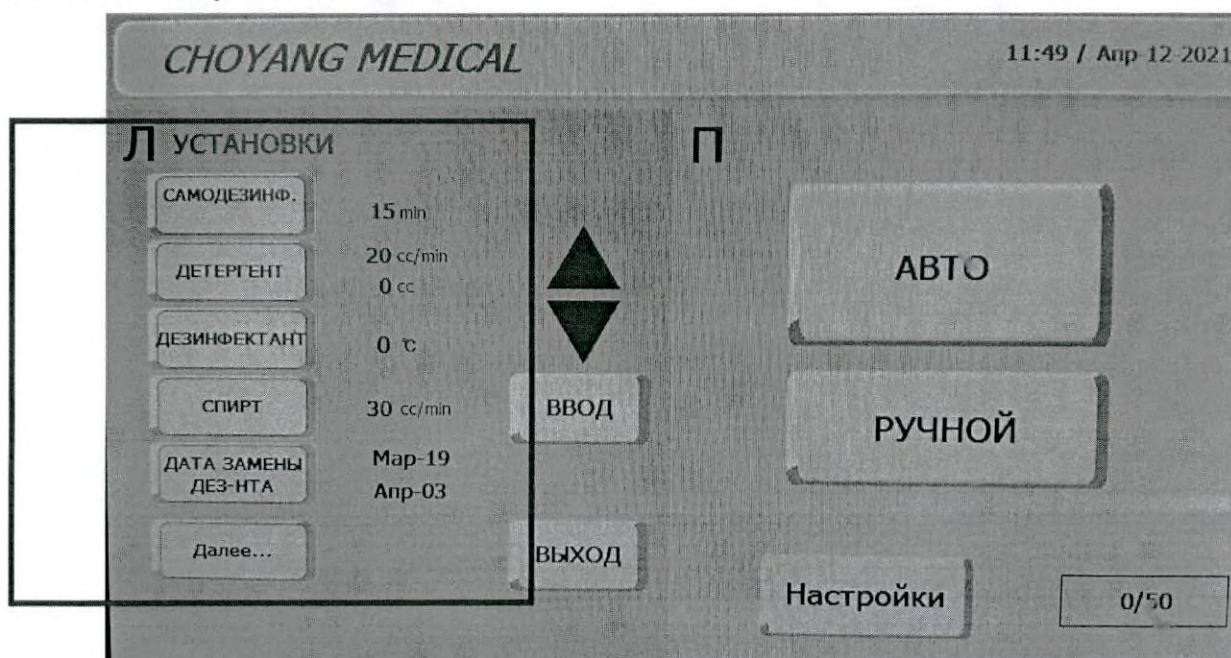 CHOYANG MEDICAL
11:49 / Апр-12-2021
Л УСТАНОВКИ
САМОДЕЗИНФ.
15 min
ДЕТЕРГЕНТ
20 cc/min
0 cc
ДЕЗИНФЕКТАНТ
0 ℃
СПИРТ
30 cc/min
ДАТА ЗАМЕНЫ
ДЕЗ-НТА
Мар-19
Апр-03
Далее...
ВВОД
ВЫХОД
П
АВТО
РУЧНОЙ
Настройки
0/50